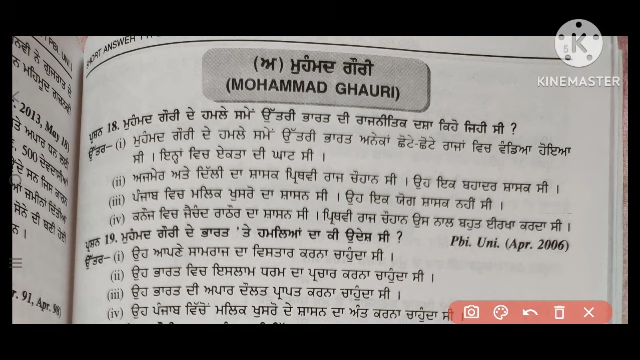 SHORT ANSWER
(ਅ) ਮੁਹੰਮਦ ਗੌਰੀ
(MOHAMMAD GHAURI)
KINEMASTER
ਪ੍ਰਸ਼ਨ 18. ਮੁਹੰਮਦ ਗੌਰੀ ਦੇ ਹਮਲੇ ਸਮੇਂ ਉੱਤਰੀ ਭਾਰਤ ਦੀ ਰਾਜਨੀਤਿਕ ਦਸ਼ਾ ਕਿਹੋ ਜਿਹੀ ਸੀ ?
ਉੱਤਰ–(i) ਮੁਹੰਮਦ ਗੌਰੀ ਦੇ ਹਮਲੇ ਸਮੇਂ ਉੱਤਰੀ ਭਾਰਤ ਅਨੇਕਾਂ ਛੋਟੇ-ਛੋਟੇ ਰਾਜਾਂ ਵਿਚ ਵੰਡਿਆ ਹੋਇਆ
ਸੀ । ਇਨ੍ਹਾਂ ਵਿਚ ਏਕਤਾ ਦੀ ਘਾਟ ਸੀ ।
(ii) ਅਜਮੇਰ ਅਤੇ ਦਿੱਲੀ ਦਾ ਸ਼ਾਸਕ ਪ੍ਰਿਥਵੀ ਰਾਜ ਚੌਹਾਨ ਸੀ । ਉਹ ਇਕ ਬਹਾਦਰ ਸ਼ਾਸਕ ਸੀ ।
(iii) ਪੰਜਾਬ ਵਿਚ ਮਲਿਕ ਖੁਸਰੋ ਦਾ ਸ਼ਾਸਨ ਸੀ । ਉਹ ਇਕ ਯੋਗ ਸ਼ਾਸਕ ਨਹੀਂ ਸੀ ।
(iv) ਕਨੌਜ ਵਿਚ ਜੈਚੰਦ ਰਾਠੌਰ ਦਾ ਸ਼ਾਸਨ ਸੀ । ਪ੍ਰਿਥਵੀ ਰਾਜ ਚੌਹਾਨ ਉਸ ਨਾਲ ਬਹੁਤ ਈਰਖਾ ਕਰਦਾ ਸੀ ।
ਪ੍ਰਸ਼ਨ 19. ਮੁਹੰਮਦ ਗੌਰੀ ਦੇ ਭਾਰਤ 'ਤੇ ਹਮਲਿਆਂ ਦਾ ਕੀ ਉਦੇਸ਼ ਸੀ ? Pbi. Uni. (Apr. 2006)
ਉੱਤਰ–(i) ਉਹ ਆਪਣੇ ਸਾਮਰਾਜ ਦਾ ਵਿਸਤਾਰ ਕਰਨਾ ਚਾਹੁੰਦਾ ਸੀ ।
(ii) ਉਹ ਭਾਰਤ ਵਿਚ ਇਸਲਾਮ ਧਰਮ ਦਾ ਪ੍ਰਚਾਰ ਕਰਨਾ ਚਾਹੁੰਦਾ ਸੀ ।
(iii) ਉਹ ਭਾਰਤ ਦੀ ਅਪਾਰ ਦੌਲਤ ਪ੍ਰਾਪਤ ਕਰਨਾ ਚਾਹੁੰਦਾ ਸੀ ।
(iv) ਉਹ ਪੰਜਾਬ ਵਿੱਚੋਂ ਮਲਿਕ ਖੁਸਰੋ ਦੇ ਸ਼ਾਸਨ ਦਾ ਅੰਤ ਕਰਨਾ ਚਾਹੁੰਦਾ ਸੀ ।